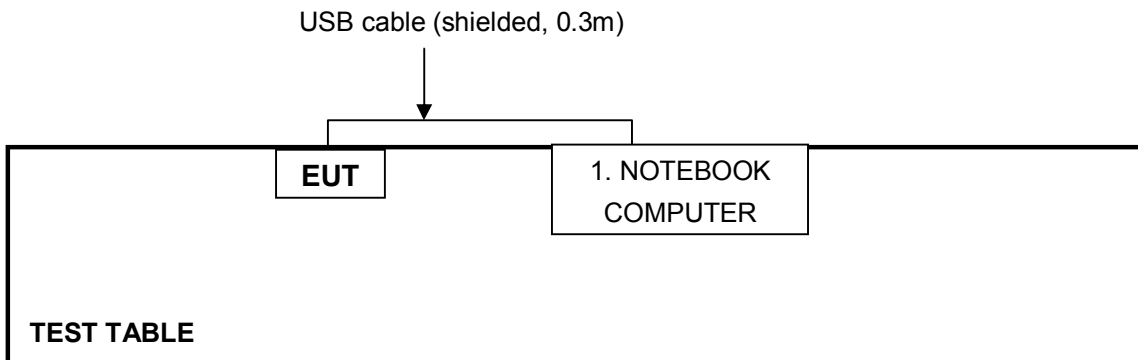 USB cable (shielded, 0.3m)
EUT
1. NOTEBOOK
COMPUTER
TEST TABLE